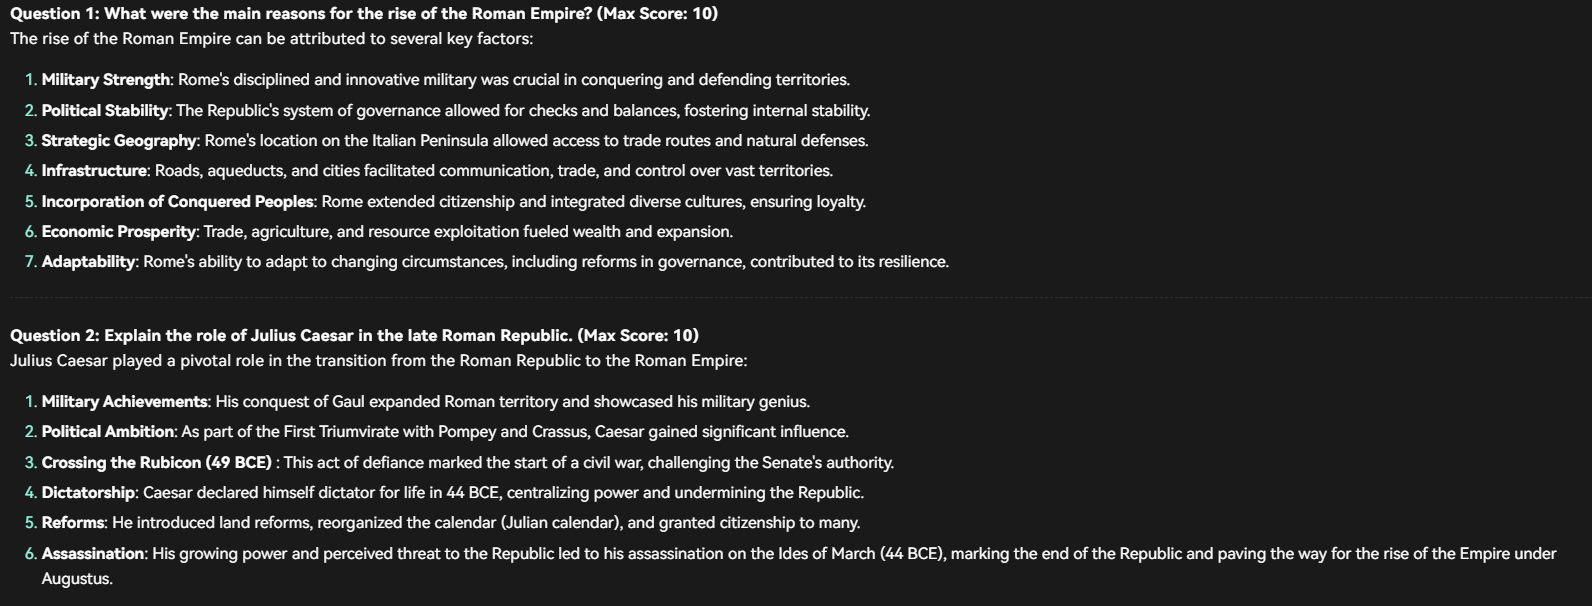 Question 1: What were the main reasons for the rise of the Roman Empire? (Max Score: 10)
The rise of the Roman Empire can be attributed to several key factors:
1. Military Strength: Rome's disciplined and innovative military was crucial in conquering and defending territories.
2. Political Stability: The Republic's system of governance allowed for checks and balances, fostering internal stability.
3. Strategic Geography: Rome's location on the Italian Peninsula allowed access to trade routes and natural defenses.
4. Infrastructure: Roads, aqueducts, and cities facilitated communication, trade, and control over vast territories.
5. Incorporation of Conquered Peoples: Rome extended citizenship and integrated diverse cultures, ensuring loyalty.
6. Economic Prosperity: Trade, agriculture, and resource exploitation fueled wealth and expansion.
7. Adaptability: Rome's ability to adapt to changing circumstances, including reforms in governance, contributed to its resilience.
Question 2: Explain the role of Julius Caesar in the late Roman Republic. (Max Score: 10)
Julius Caesar played a pivotal role in the transition from the Roman Republic to the Roman Empire:
1. Military Achievements: His conquest of Gaul expanded Roman territory and showcased his military genius.
2. Political Ambition: As part of the First Triumvirate with Pompey and Crassus, Caesar gained significant influence.
3. Crossing the Rubicon (49 BCE) : This act of defiance marked the start of a civil war, challenging the Senate's authority.
4. Dictatorship: Caesar declared himself dictator for life in 44 BCE, centralizing power and undermining the Republic.
5. Reforms: He introduced land reforms, reorganized the calendar (Julian calendar), and granted citizenship to many.
6. Assassination: His growing power and perceived threat to the Republic led to his assassination on the Ides of March (44 BCE), marking the end of the Republic and paving the way for the rise of the Empire under
Augustus.